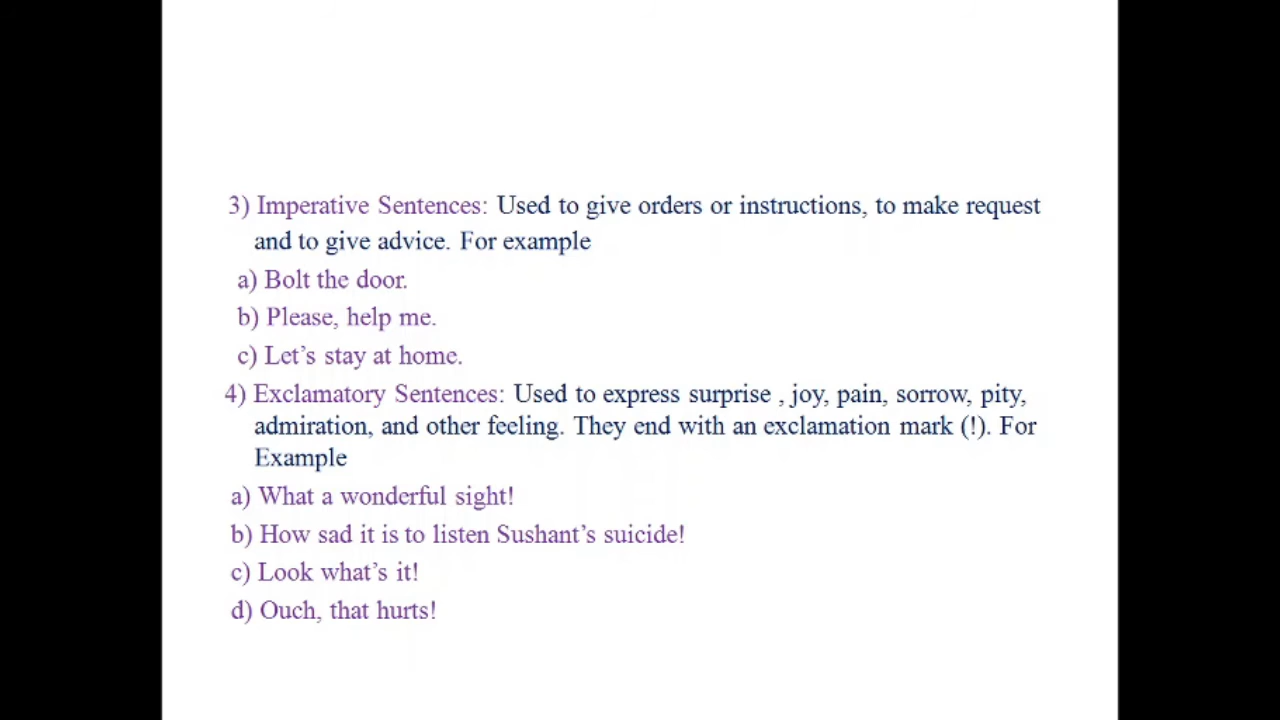 3) Imperative Sentences: Used to give orders or instructions, to make request
and to give advice. For example
a) Bolt the door.
b) Please, help me.
c) Let’s stay at home.
4) Exclamatory Sentences: Used to express surprise , joy, pain, sorrow, pity,
admiration, and other feeling. They end with an exclamation mark (!). For
Example
a) What a wonderful sight!
b) How sad it is to listen Sushant’s suicide!
c) Look what’s it!
d) Ouch, that hurts!